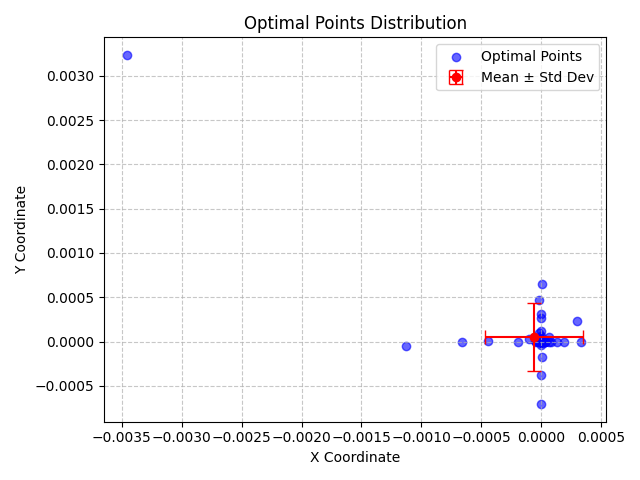 Optimal Points Distribution
Optimal Points
Mean ± Std Dev
Y Coordinate
0.0030
0.0025
0.0020
0.0015
0.0010
0.0005
0.0000
−0.0005
−0.0035 −0.0030 −0.0025 −0.0020 −0.0015 −0.0010 −0.0005 0.0000 0.0005
X Coordinate